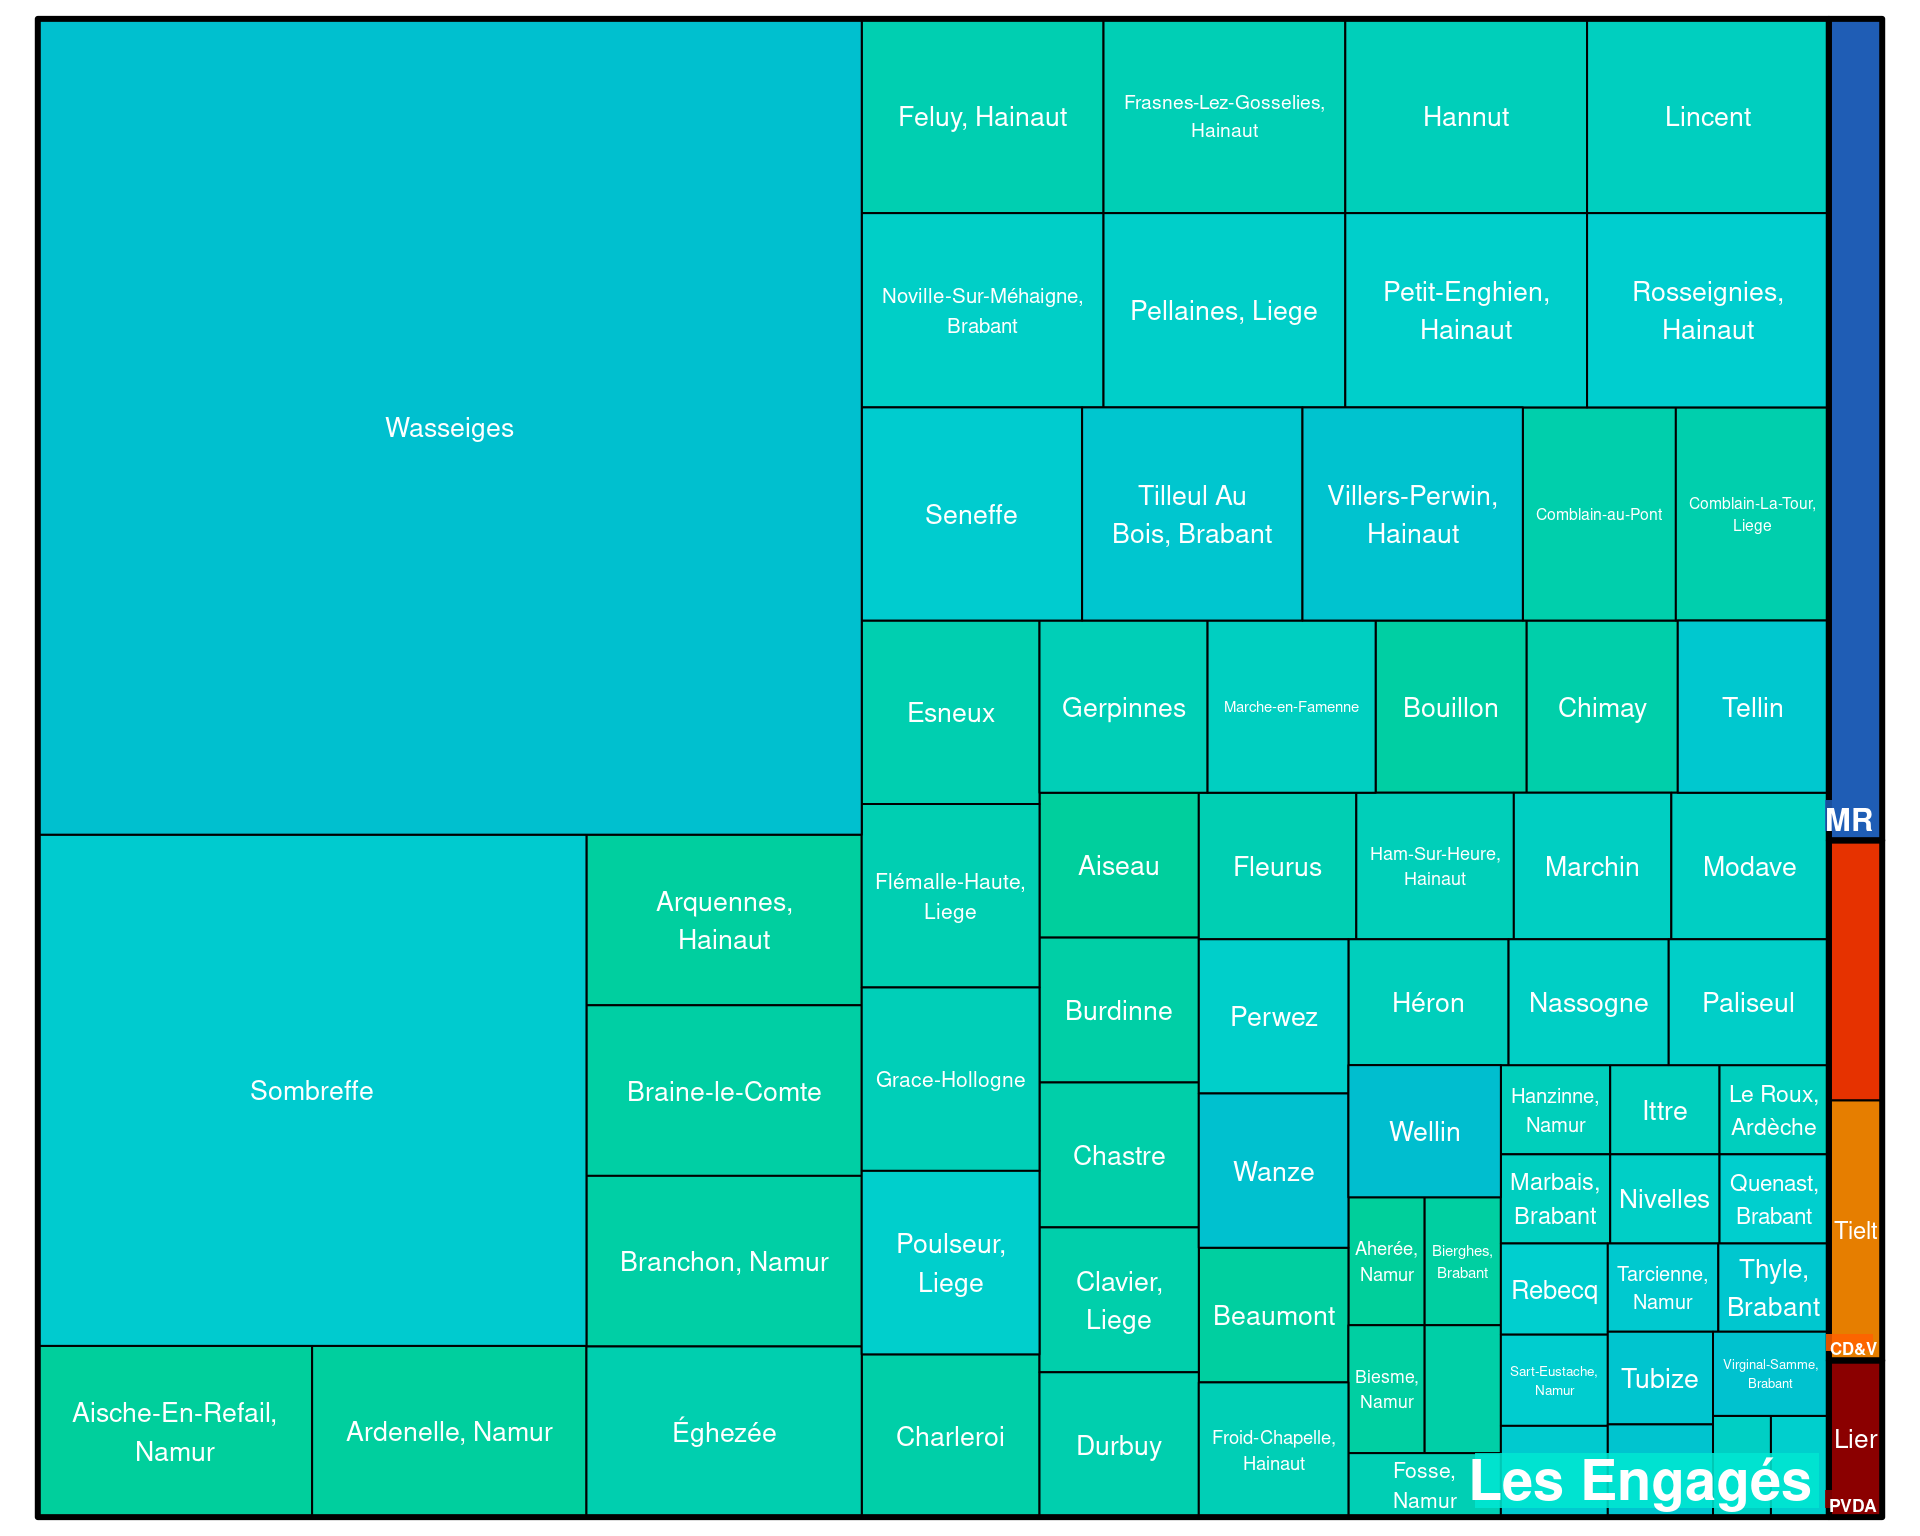 Wasseiges
Sombreffe
Arquennes,
Hainaut
Braine-le-Comte
Branchon, Namur
Aische-En-Refail,
Namur
Ardenelle, Namur
Éghezée
Feluy, Hainaut
Frasnes-Lez-Gosselies,
Hainaut
Hannut
Lincent
Noville-Sur-Méhaigne,
Brabant
Pellaines, Liege
Petit-Enghien,
Hainaut
Rosseignies,
Hainaut
Seneffe
Tilleul Au
Bois, Brabant
Villers-Perwin,
Hainaut
Comblain-au-Pont
Comblain-La-Tour,
Liege
Esneux
Gerpinnes
Marche-en-Famenne
Bouillon
Chimay
Tellin
Flémalle-Haute,
Liege
Grace-Hollogne
Poulseur,
Liege
Charleroi
Aiseau
Burdinne
Chastre
Clavier,
Liege
Durbuy
Fleurus
Ham-Sur-Heure,
Hainaut
Marchin
Modave
Perwez
Wanze
Beaumont
Froid-Chapelle,
Hainaut
Héron
Nassogne
Paliseul
Wellin
Hanzinne,
Namur
Ittre
Le Roux,
Ardèche
Marbais,
Brabant
Nivelles
Quenast,
Brabant
Aherée,
Namur
Bierghes,
Brabant
Biesme,
Namur
Fosse,
Namur
Rebecq
Tarcienne,
Namur
Thyle,
Brabant
Sart-Eustache,
Namur
Tubize
Virginal-Samme,
Brabant
Les Engagés
MR
Tielt
CD&V
Lier
PVDA